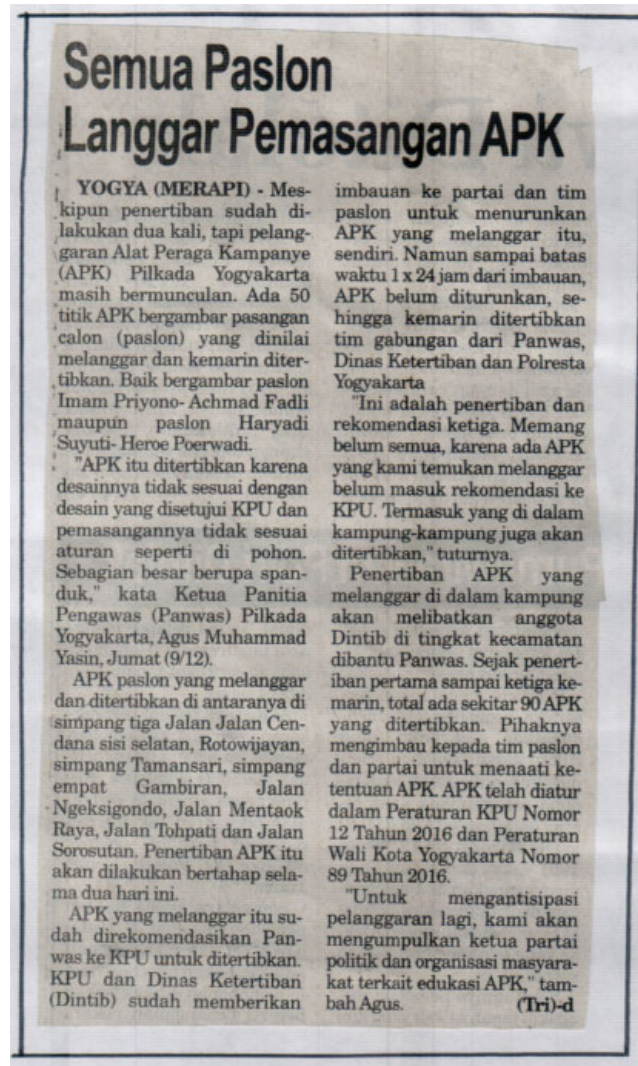 Semua Paslon
Langgar Pemasangan APK
YOGYA (MERAPI) - Mes-
kipun penertiban sudah di-
lakukan dua kali, tapi pelang-
garan Alat Peraga Kampanye
(APK) Pilkada Yogyakarta
masih bermunculan. Ada 50
titik APK bergambar pasangan
calon (paslon) yang dinilai
melanggar dan kemarin diter-
tibkan. Baik bergambar paslon
Imam Priyono- Achmad Fadli
maupun paslon Haryadi
Suyuti- Heroe Poerwadi.
"APK itu ditertibkan karena
desainnya tidak sesuai dengan
desain yang disetujui KPU dan
pemasangannya tidak sesuai
aturan seperti di pohon.
Sebagian besar berupa span-
duk," kata Ketua Panitia
Pengawas (Panwas) Pilkada
Yogyakarta, Agus Muhammad
Yasin, Jumat (9/12).
APK paslon yang melanggar
dan ditertibkan di antaranya di
simpang tiga Jalan Jalan Cen-
dana sisi selatan, Rotowijayan,
simpang Tamansari, simpang
empat Gambiran, Jalan
Ngeksigondo, Jalan Mentaok
Raya, Jalan Tohpati dan Jalan
Sorosutan. Penertiban APK itu
akan dilakukan bertahap sela-
ma dua hari ini.
APK yang melanggar itu su-
dah direkomendasikan Pan-
was ke KPU untuk ditertibkan.
KPU dan Dinas Ketertiban
(Dintib) sudah memberikan
imbauan ke partai dan tim
paslon untuk menurunkan
APK yang melanggar itu,
sendiri. Namun sampai batas
waktu 1 x 24 jam dari imbauan,
APK belum diturunkan, se-
hingga kemarin ditertibkan
tim gabungan dari Panwas,
Dinas Ketertiban dan Polresta
Yogyakarta
"Ini adalah penertiban dan
rekomendasi ketiga. Memang
belum semua, karena ada APK
yang kami temukan melanggar
belum masuk rekomendasi ke
KPU. Termasuk yang di dalam
kampung-kampung juga akan
ditertibkan," tuturnya.
Penertiban APK yang
melanggar di dalam kampung
akan melibatkan anggota
Dintib di tingkat kecamatan
dibantu Panwas. Sejak penert-
iban pertama sampai ketiga ke-
marin, total ada sekitar 90 APK
yang ditertibkan. Pihaknya
mengimbau kepada tim paslon
dan partai untuk menaati ke-
tentuan APK. APK telah diatur
dalam Peraturan KPU Nomor
12 Tahun 2016 dan Peraturan
Wali Kota Yogyakarta Nomor
89 Tahun 2016.
"Untuk mengantisipasi
pelanggaran lagi, kami akan
mengumpulkan ketua partai
politik dan organisasi masyara-
kat terkait edukasi APK," tam-
bah Agus. (Tri)-d